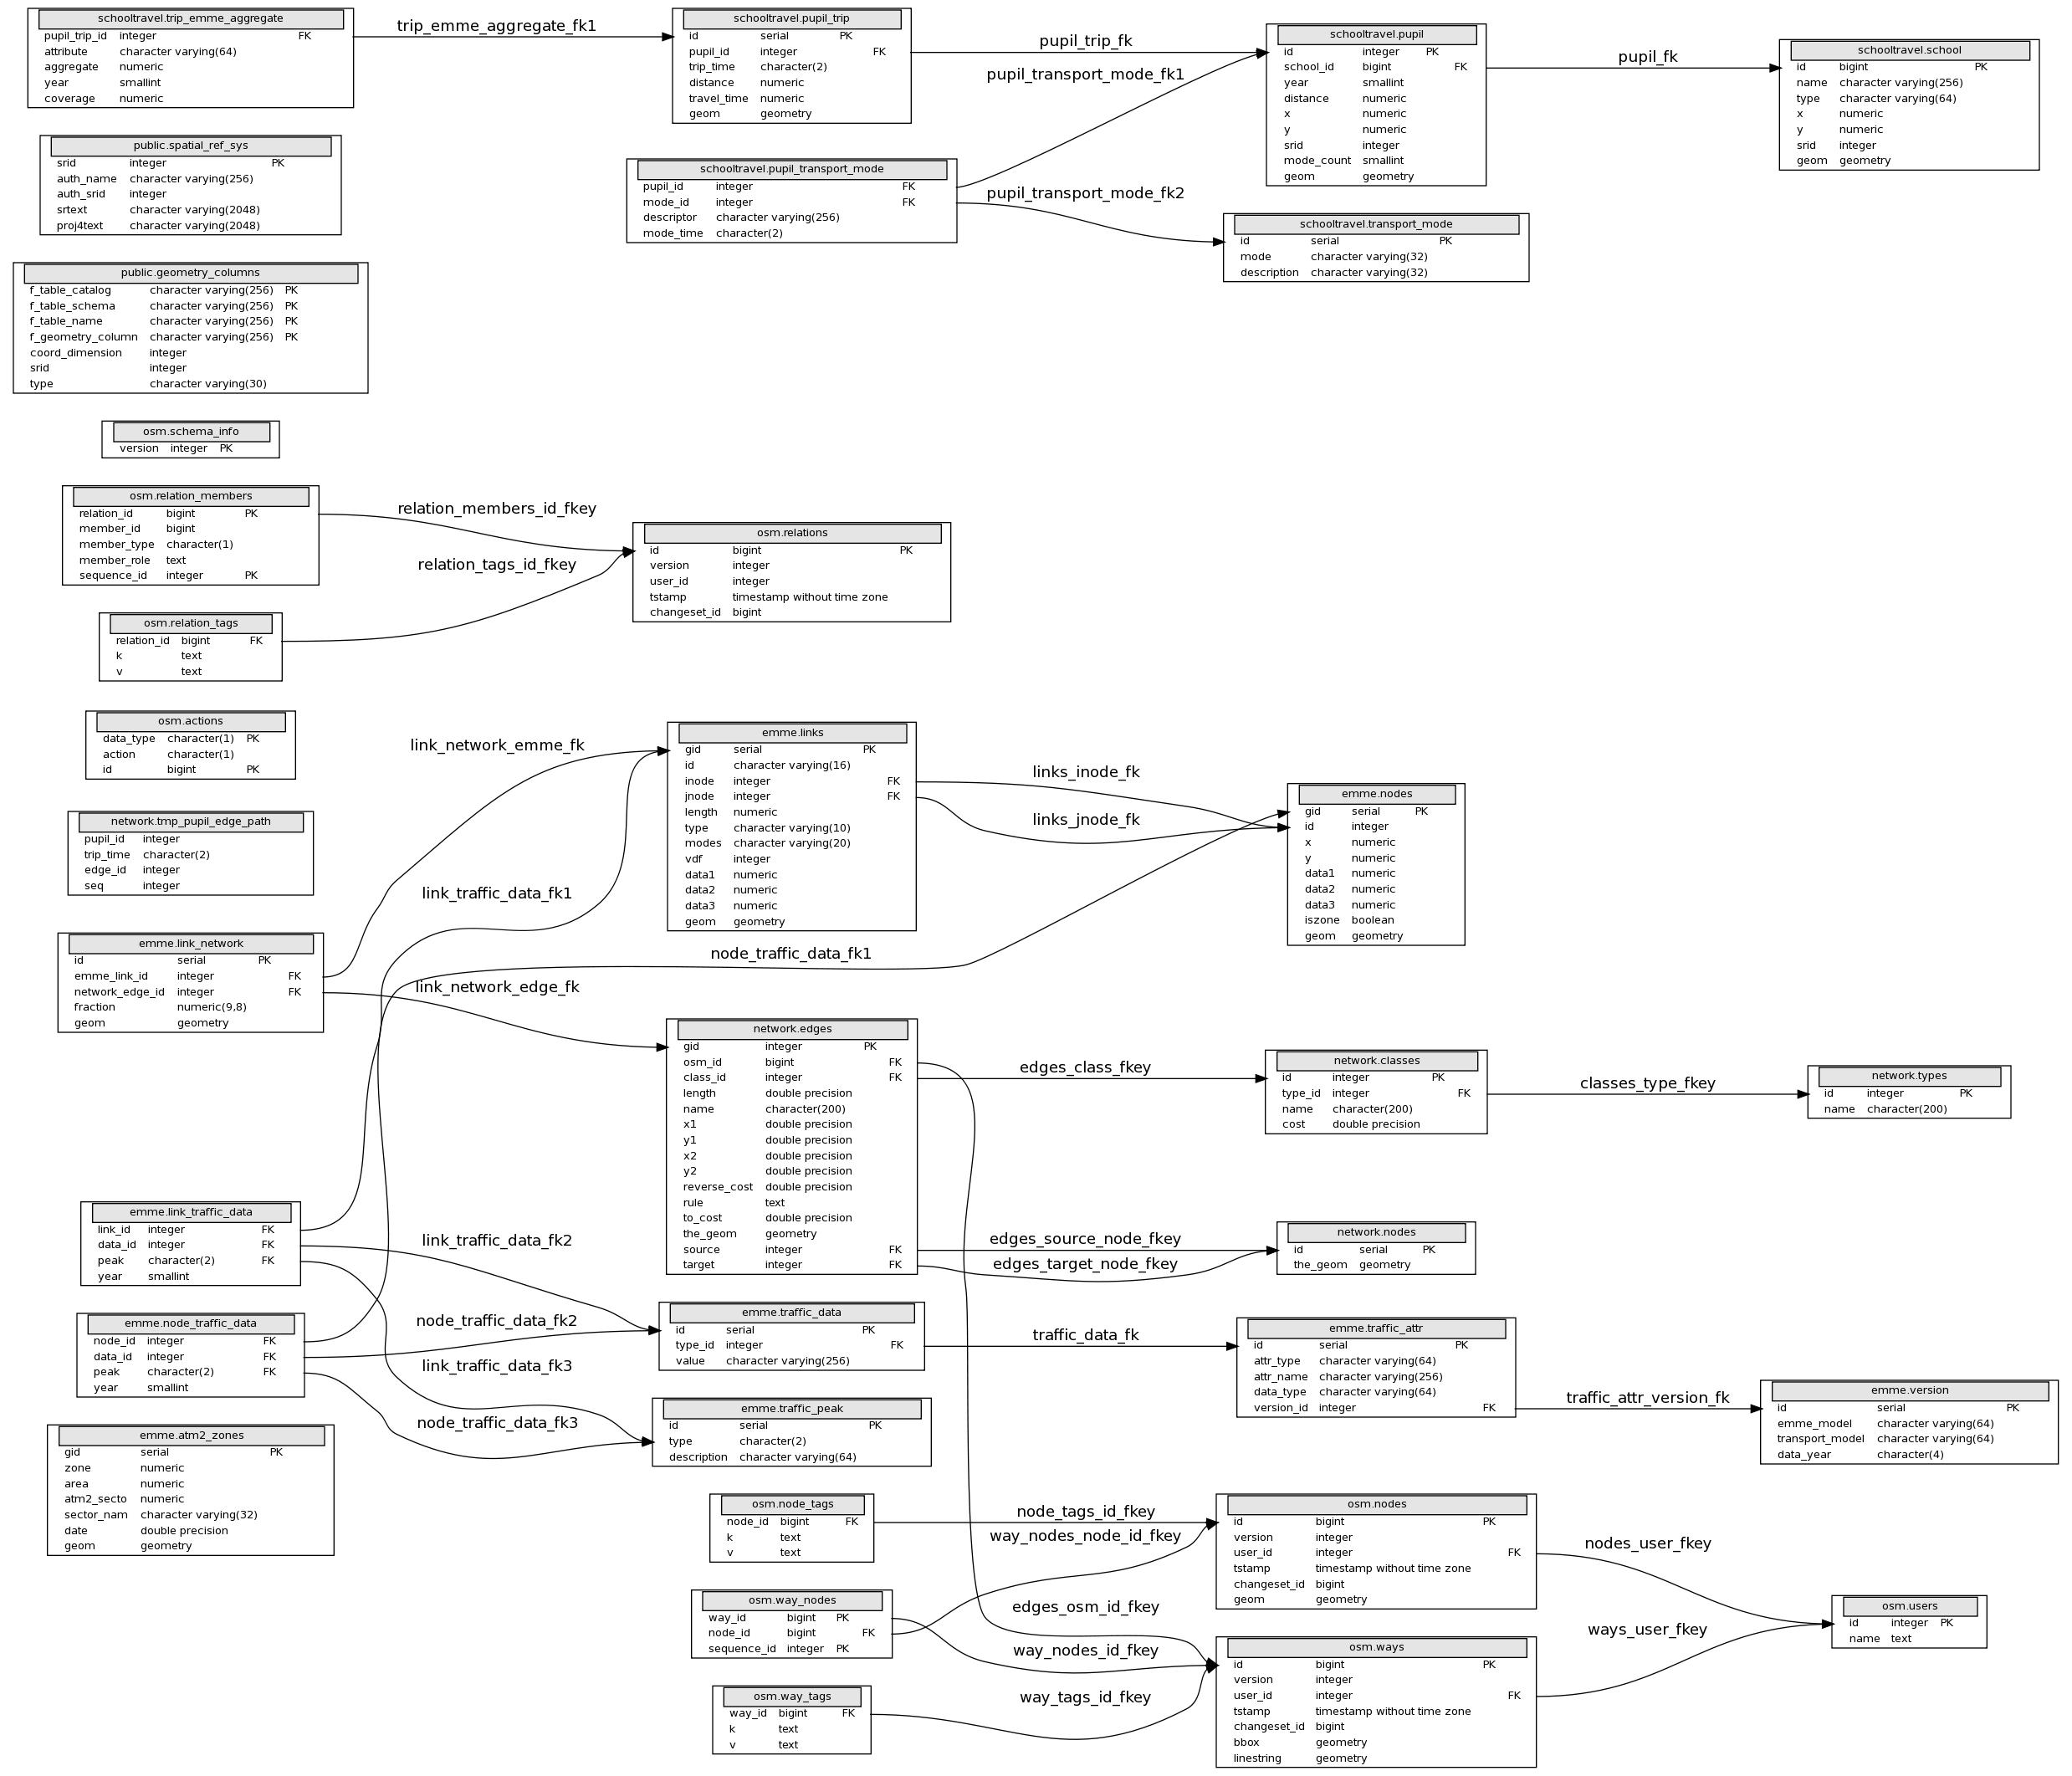 schooltravel.trip_emme_aggregate
pupil_trip_id integer FK
attribute character varying(64)
aggregate numeric
year smallint
coverage numeric
trip_emme_aggregate_fk1
schooltravel.pupil_trip
id serial PK
pupil_id integer FK
trip_time character(2)
distance numeric
travel_time numeric
geom geometry
pupil_trip_fk
pupil_transport_mode_fk1
schooltravel.pupil
id integer PK
school_id bigint FK
year smallint
distance numeric
x numeric
y numeric
srid integer
mode_count smallint
geom geometry
pupil_fk
schooltravel.school
id bigint PK
name character varying(256)
type character varying(64)
x numeric
y numeric
srid integer
geom geometry
public.spatial_ref_sys
srid integer PK
auth_name character varying(256)
auth_srid integer
srtext character varying(2048)
proj4text character varying(2048)
schooltravel.pupil_transport_mode
pupil_id integer FK
mode_id integer FK
descriptor character varying(256)
mode_time character(2)
pupil_transport_mode_fk2
schooltravel.transport_mode
id serial PK
mode character varying(32)
description character varying(32)
public.geometry_columns
f_table_catalog character varying(256) PK
f_table_schema character varying(256) PK
f_table_name character varying(256) PK
f_geometry_column character varying(256) PK
coord_dimension integer
srid integer
type character varying(30)
osm.schema_info
version integer PK
osm.relation_members
relation_id bigint PK
member_id bigint
member_type character(1)
member_role text
sequence_id integer PK
relation_members_id_fkey
relation_tags_id_fkey
osm.relations
id bigint PK
version integer
user_id integer
tstamp timestamp without time zone
changeset_id bigint
osm.relation_tags
relation_id bigint FK
k text
v text
osm.actions
data_type character(1) PK
action character(1)
id bigint PK
link_network_emme_fk
emme.links
gid serial PK
id character varying(16)
inode integer FK
jnode integer FK
length numeric
type character varying(10)
modes character varying(20)
vdf integer
data1 numeric
data2 numeric
data3 numeric
geom geometry
links_inode_fk
links_jnode_fk
emme.nodes
gid serial PK
id integer
x numeric
y numeric
data1 numeric
data2 numeric
data3 numeric
iszone boolean
geom geometry
network.tmp_pupil_edge_path
pupil_id integer
trip_time character(2)
edge_id integer
seq integer
link_traffic_data_fk1
node_traffic_data_fk1
emme.link_network
id serial PK
emme_link_id integer FK
network_edge_id integer FK
fraction numeric(9,8)
geom geometry
link_network_edge_fk
network.edges
gid integer PK
osm_id bigint FK
class_id integer FK
length double precision
name character(200)
x1 double precision
y1 double precision
x2 double precision
y2 double precision
reverse_cost double precision
rule text
to_cost double precision
the_geom geometry
source integer FK
target integer FK
edges_class_fkey
network.classes
id integer PK
type_id integer FK
name character(200)
cost double precision
classes_type_fkey
network.types
id integer PK
name character(200)
edges_source_node_fkey
edges_target_node_fkey
network.nodes
id serial PK
the_geom geometry
emme.link_traffic_data
link_id integer FK
data_id integer FK
peak character(2) FK
year smallint
link_traffic_data_fk2
node_traffic_data_fk2
link_traffic_data_fk3
node_traffic_data_fk3
emme.node_traffic_data
node_id integer FK
data_id integer FK
peak character(2) FK
year smallint
emme.traffic_data
id serial PK
type_id integer FK
value character varying(256)
traffic_data_fk
emme.traffic_attr
id serial PK
attr_type character varying(64)
attr_name character varying(256)
data_type character varying(64)
version_id integer FK
traffic_attr_version_fk
emme.version
id serial PK
emme_model character varying(64)
transport_model character varying(64)
data_year character(4)
emme.traffic_peak
id serial PK
type character(2)
description character varying(64)
emme.atm2_zones
gid serial PK
zone numeric
area numeric
atm2_secto numeric
sector_nam character varying(32)
date double precision
geom geometry
osm.node_tags
node_id bigint FK
k text
v text
node_tags_id_fkey
way_nodes_node_id_fkey
osm.nodes
id bigint PK
version integer
user_id integer FK
tstamp timestamp without time zone
changeset_id bigint
geom geometry
nodes_user_fkey
osm.way_nodes
way_id bigint PK
node_id bigint FK
sequence_id integer PK
edges_osm_id_fkey
way_nodes_id_fkey
way_tags_id_fkey
osm.ways
id bigint PK
version integer
user_id integer FK
tstamp timestamp without time zone
changeset_id bigint
bbox geometry
linestring geometry
ways_user_fkey
osm.users
id integer PK
name text
osm.way_tags
way_id bigint FK
k text
v text